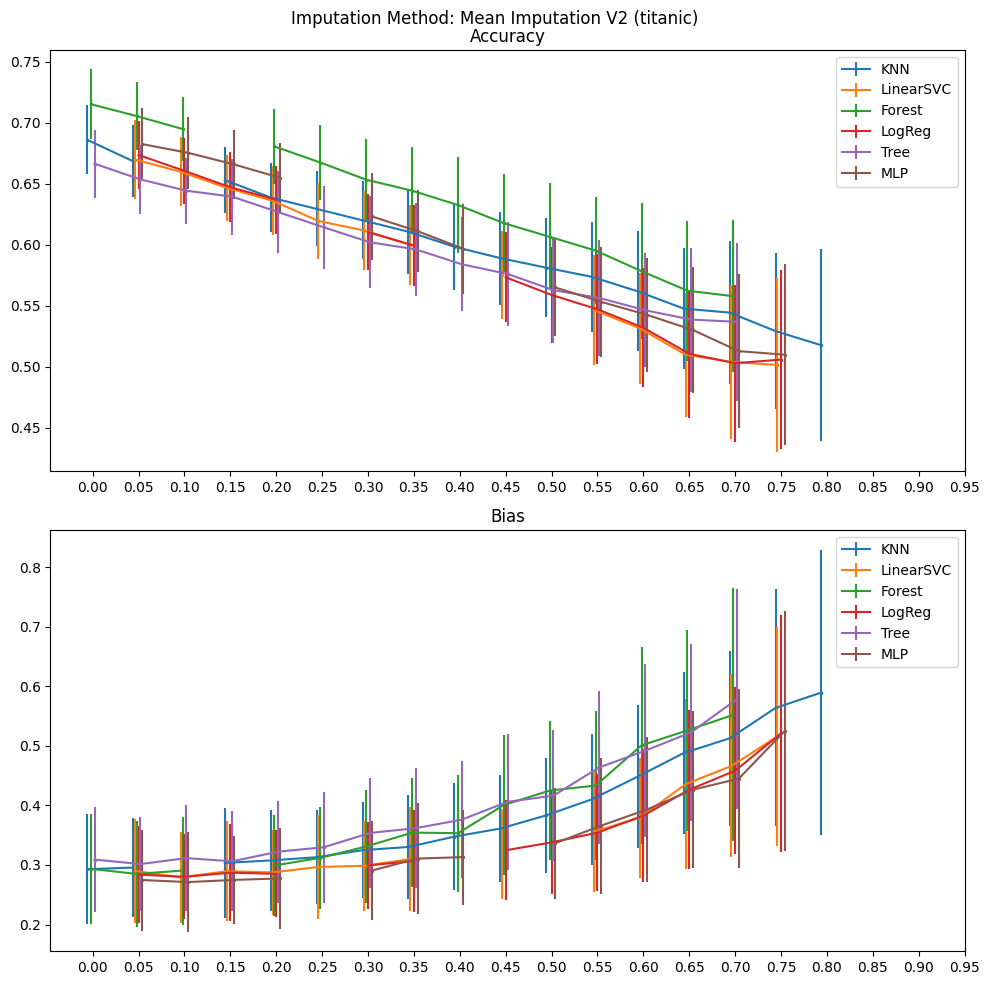 Imputation Method: Mean Imputation V2 (titanic)
Accuracy
0.75
0.70
0.65
0.60
0.55
0.50
0.45
KNN
LinearSVC
Forest
LogReg
Tree
MLP
0.00 0.05 0.10 0.15 0.20 0.25 0.30 0.35 0.40 0.45 0.50 0.55 0.60 0.65 0.70 0.75 0.80 0.85 0.90 0.95
Bias
0.8
0.7
0.6
0.5
0.4
0.3
0.2
KNN
LinearSVC
Forest
LogReg
Tree
MLP
0.00 0.05 0.10 0.15 0.20 0.25 0.30 0.35 0.40 0.45 0.50 0.55 0.60 0.65 0.70 0.75 0.80 0.85 0.90 0.95